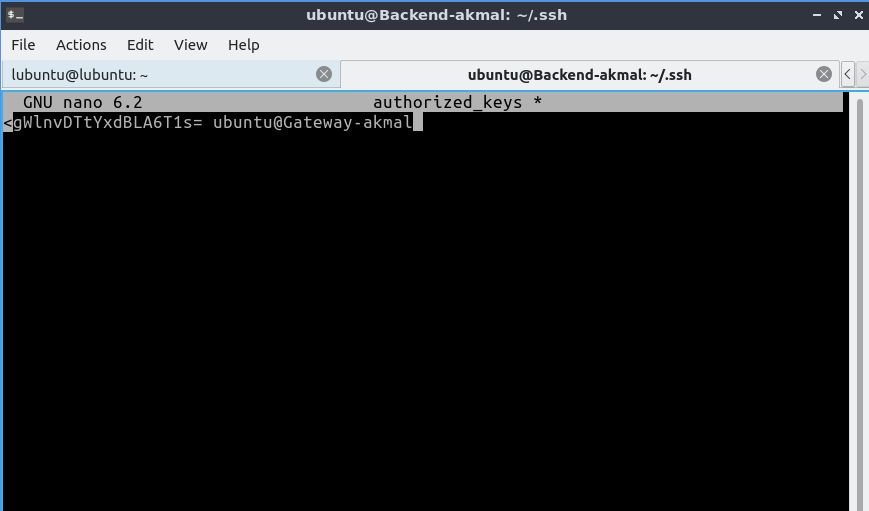 ubuntu@Backend-akmal: ~/.ssh
File Actions Edit View Help
lubuntu@lubuntu: ~ ubuntu@Backend-akmal: ~/.ssh
GNU nano 6.2 authorized_keys *
<gWlnvDTtYxdBLA6T1s= ubuntu@Gateway-akmal